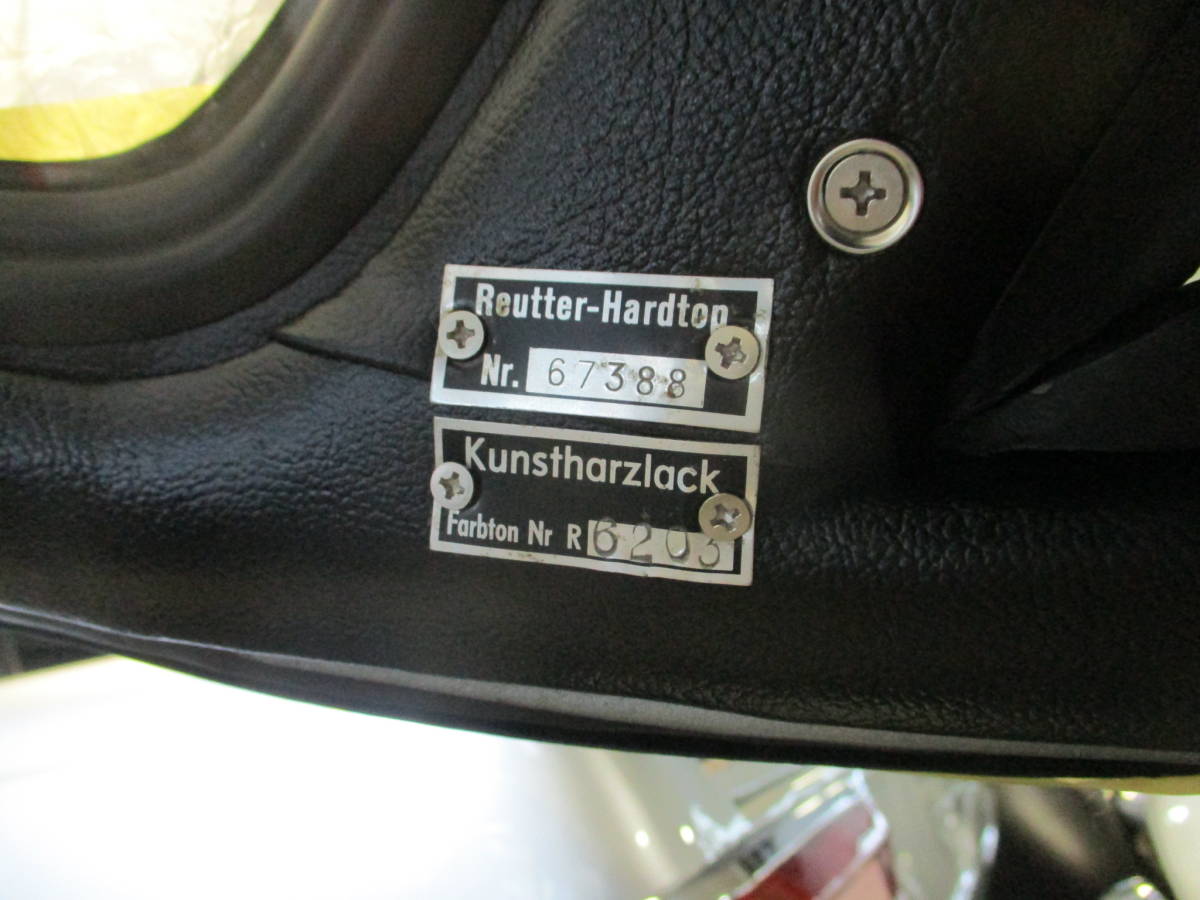 Reutter-Hardtop
Nr. 67388
Kunstharzlack
Farbton Nr R 6203